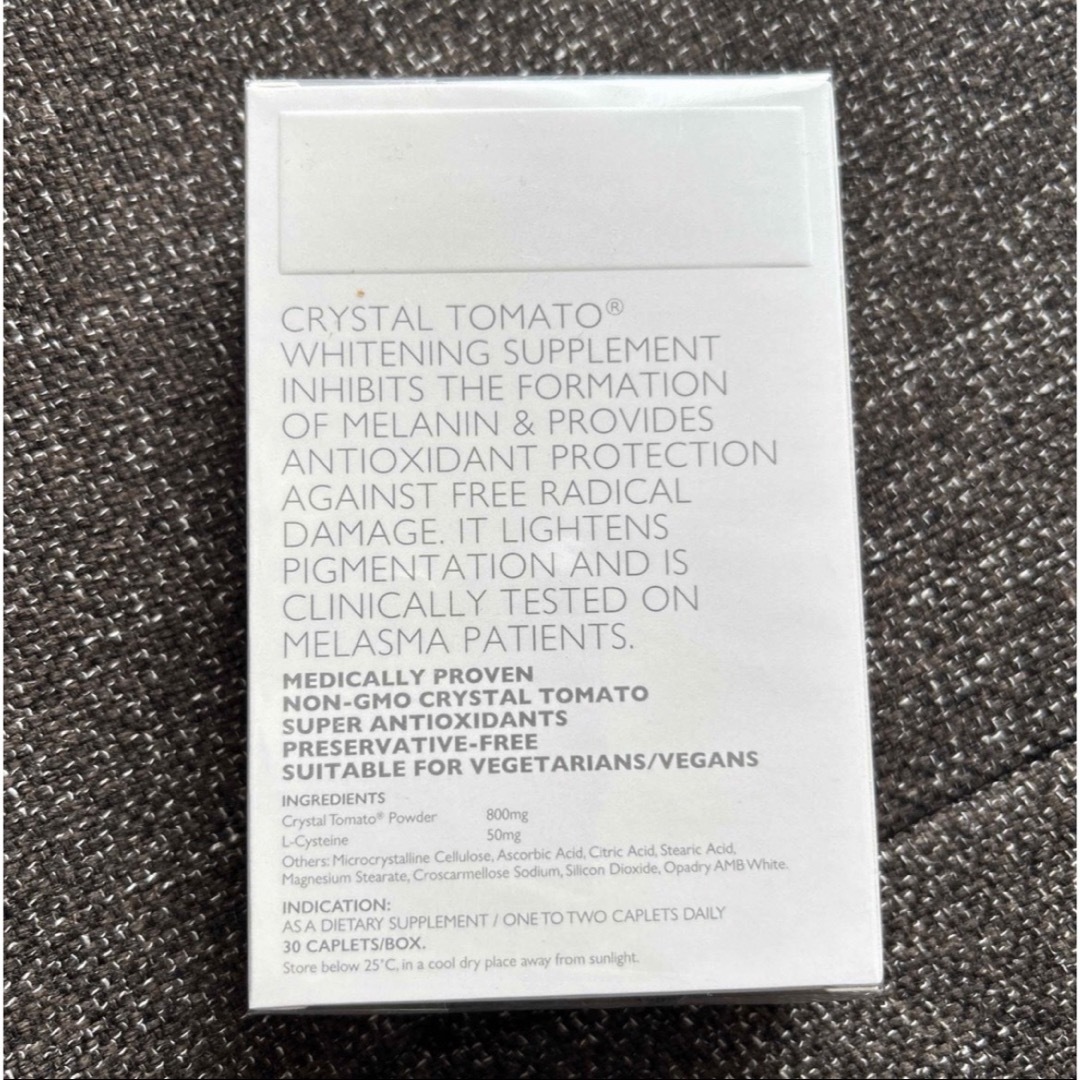 CRYSTAL TOMATO®
WHITENING SUPPLEMENT
INHIBITS THE FORMATION
OF MELANIN & PROVIDES
ANTIOXIDANT PROTECTION
AGAINST FREE RADICAL
DAMAGE. IT LIGHTENS
PIGMENTATION AND IS
CLINICALLY TESTED ON
MELASMA PATIENTS.
MEDICALLY PROVEN
NON-GMO CRYSTAL TOMATO
SUPER ANTIOXIDANTS
PRESERVATIVE-FREE
SUITABLE FOR VEGETARIANS/VEGANS
INGREDIENTS
Crystal Tomato® Powder 800mg
L-Cysteine 50mg
Others: Microcrystalline Cellulose, Ascorbic Acid, Citric Acid, Stearic Acid,
Magnesium Stearate, Croscarmellose Sodium, Silicon Dioxide, Opadry AMB White.
INDICATION:
AS A DIETARY SUPPLEMENT / ONE TO TWO CAPLETS DAILY
30 CAPLETS/BOX.
Store below 25°C, in a cool dry place away from sunlight.